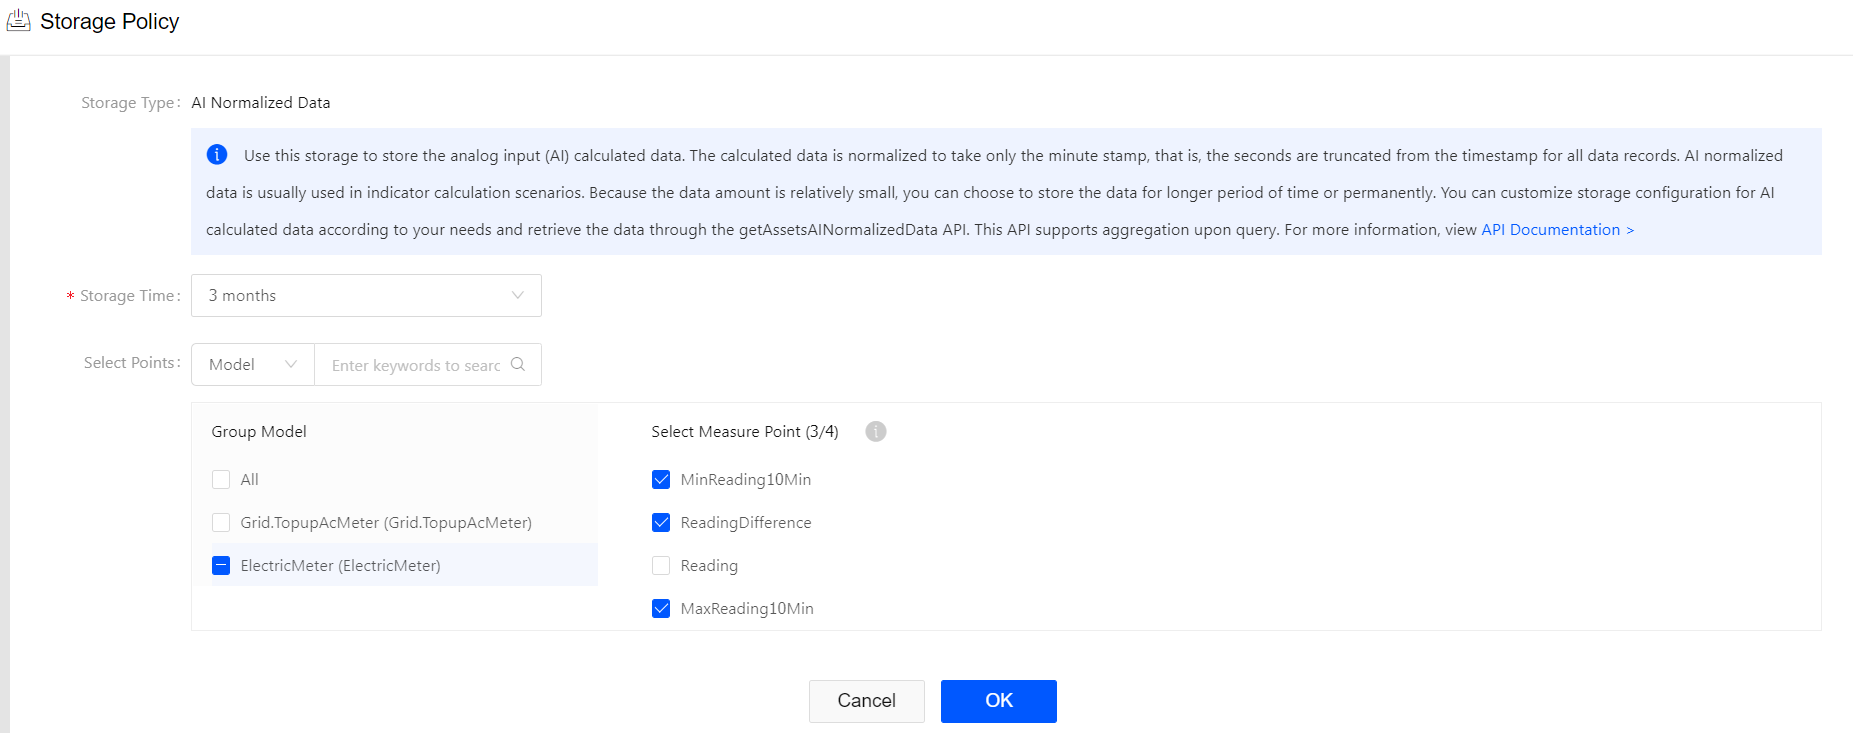 Storage Policy
Storage Type: AI Normalized Data
Use this storage to store the analog input (AI) calculated data. The calculated data is normalized to take only the minute stamp, that is, the seconds are truncated from the timestamp for all data records. AI normalized
data is usually used in indicator calculation scenarios. Because the data amount is relatively small, you can choose to store the data for longer period of time or permanently. You can customize storage configuration for AI
calculated data according to your needs and retrieve the data through the getAssetsAINormalizedData API. This API supports aggregation upon query. For more information, view API Documentation >
* Storage Time: 3 months
Select Points: Model Enter keywords to searc
Group Model
All
Grid.TopupAcMeter (Grid.TopupAcMeter)
ElectricMeter (ElectricMeter)
Select Measure Point (3/4)
MinReading10Min
ReadingDifference
Reading
MaxReading10Min
Cancel OK